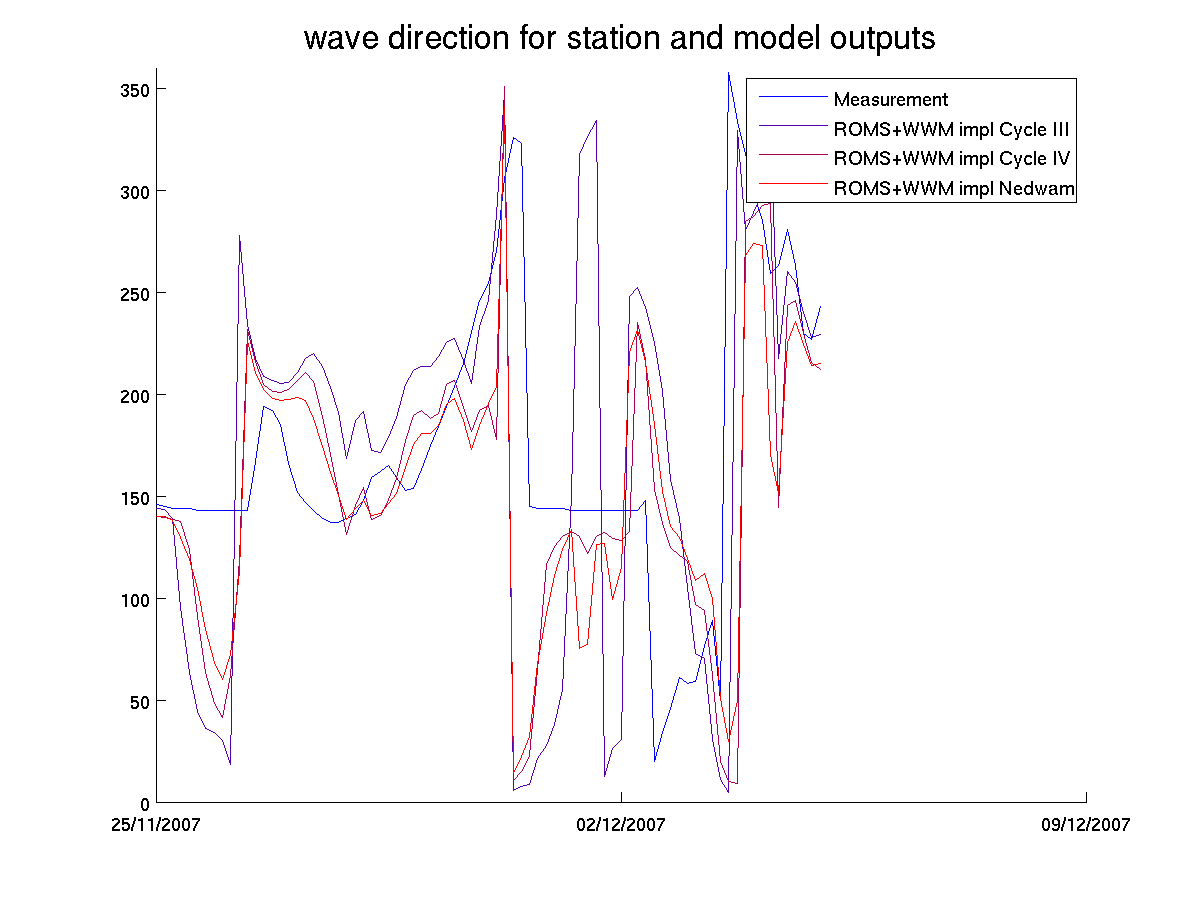 wave direction for station and model outputs
350
300
250
200
150
100
50
0
Measurement
ROMS+WWM impl Cycle III
ROMS+WWM impl Cycle IV
ROMS+WWM impl Nedwam
25/11/2007
02/12/2007
09/12/2007